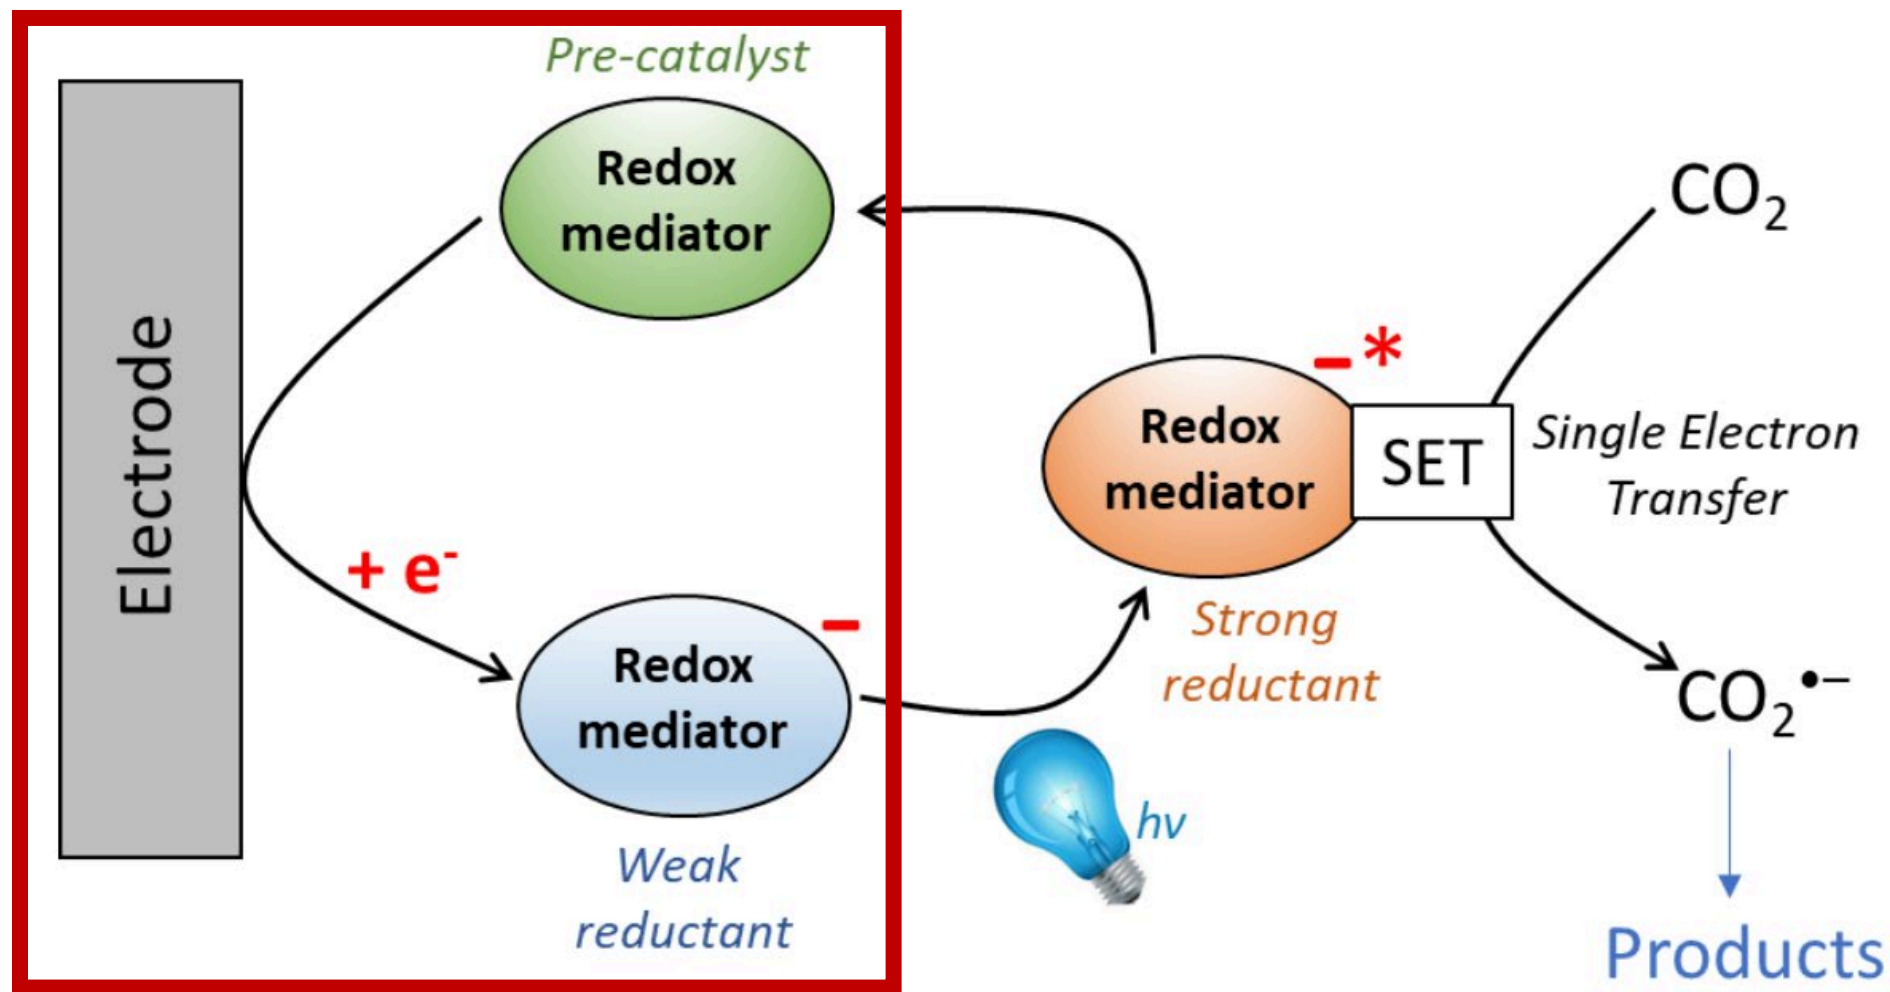 Pre-catalyst
Redox
mediator
Electrode
+ e⁻
Redox
mediator
–
Weak
reductant
Redox
mediator
–*
SET
Strong
reductant
hν
CO₂
Single Electron
Transfer
CO₂•–
Products